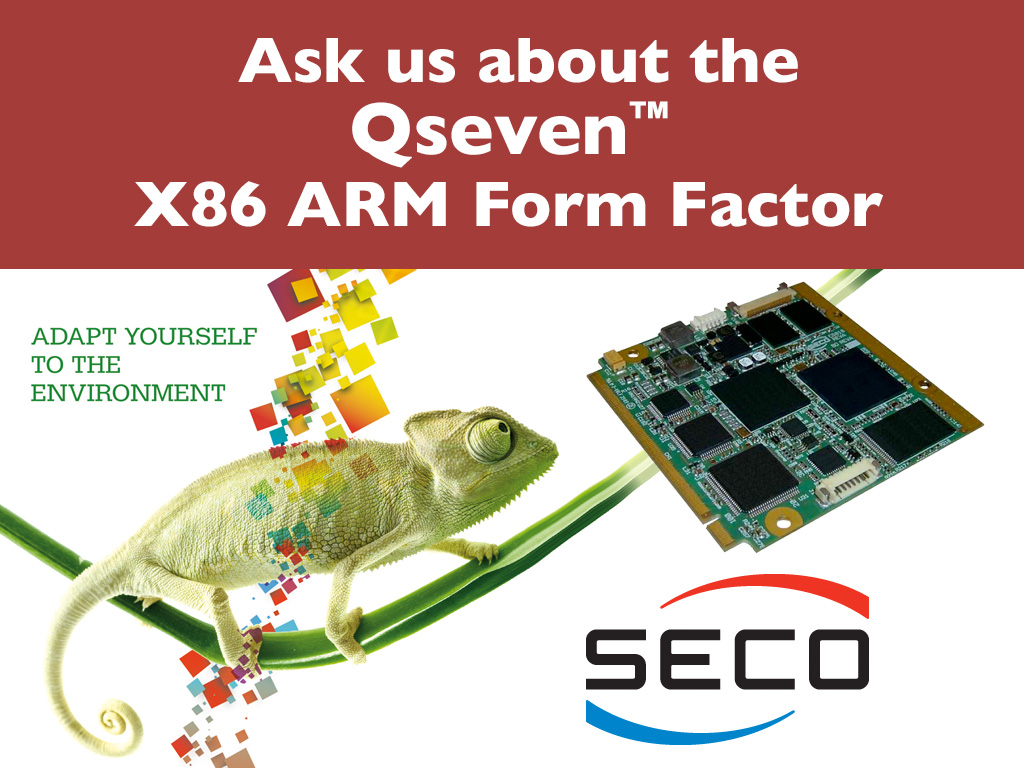 Ask us about the
Qseven™
X86 ARM Form Factor
ADAPT YOURSELF
TO THE
ENVIRONMENT
SECO